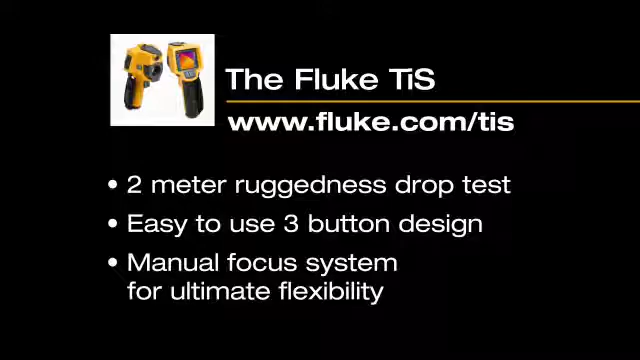 The Fluke TiS
www.fluke.com/tis
• 2 meter ruggedness drop test
• Easy to use 3 button design
• Manual focus system
for ultimate flexibility